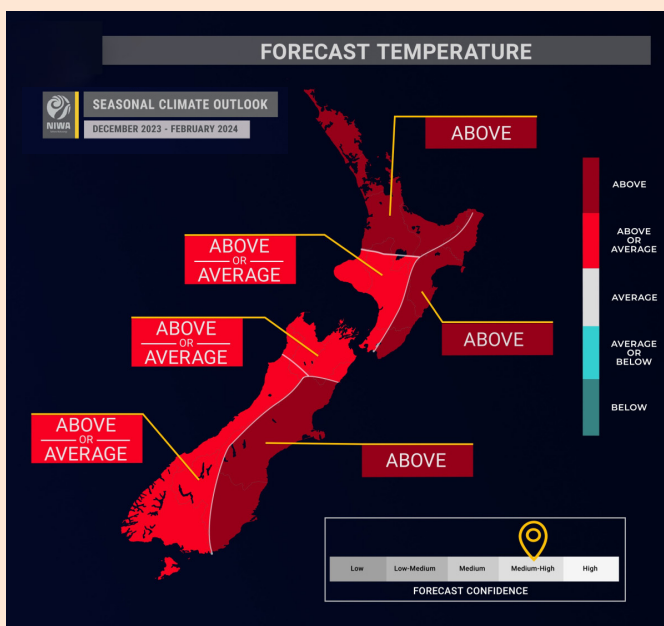 FORECAST TEMPERATURE
NIWA
SEASONAL CLIMATE OUTLOOK
DECEMBER 2023 - FEBRUARY 2024
ABOVE
ABOVE
OR
AVERAGE
ABOVE
ABOVE
OR
AVERAGE
ABOVE
OR
AVERAGE
ABOVE
ABOVE
ABOVE
OR
AVERAGE
AVERAGE
AVERAGE
OR
BELOW
BELOW
Low Low-Medium Medium Medium-High High
FORECAST CONFIDENCE